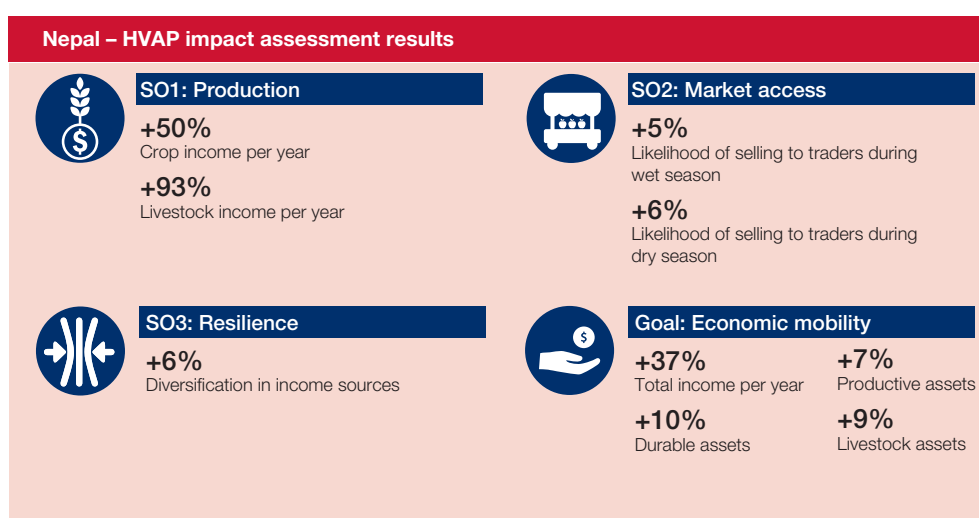 Nepal – HVAP impact assessment results
SO1: Production
+50%
Crop income per year
+93%
Livestock income per year
SO2: Market access
+5%
Likelihood of selling to traders during
wet season
+6%
Likelihood of selling to traders during
dry season
SO3: Resilience
+6%
Diversification in income sources
Goal: Economic mobility
+37%
Total income per year
+7%
Productive assets
+10%
Durable assets
+9%
Livestock assets
$
$